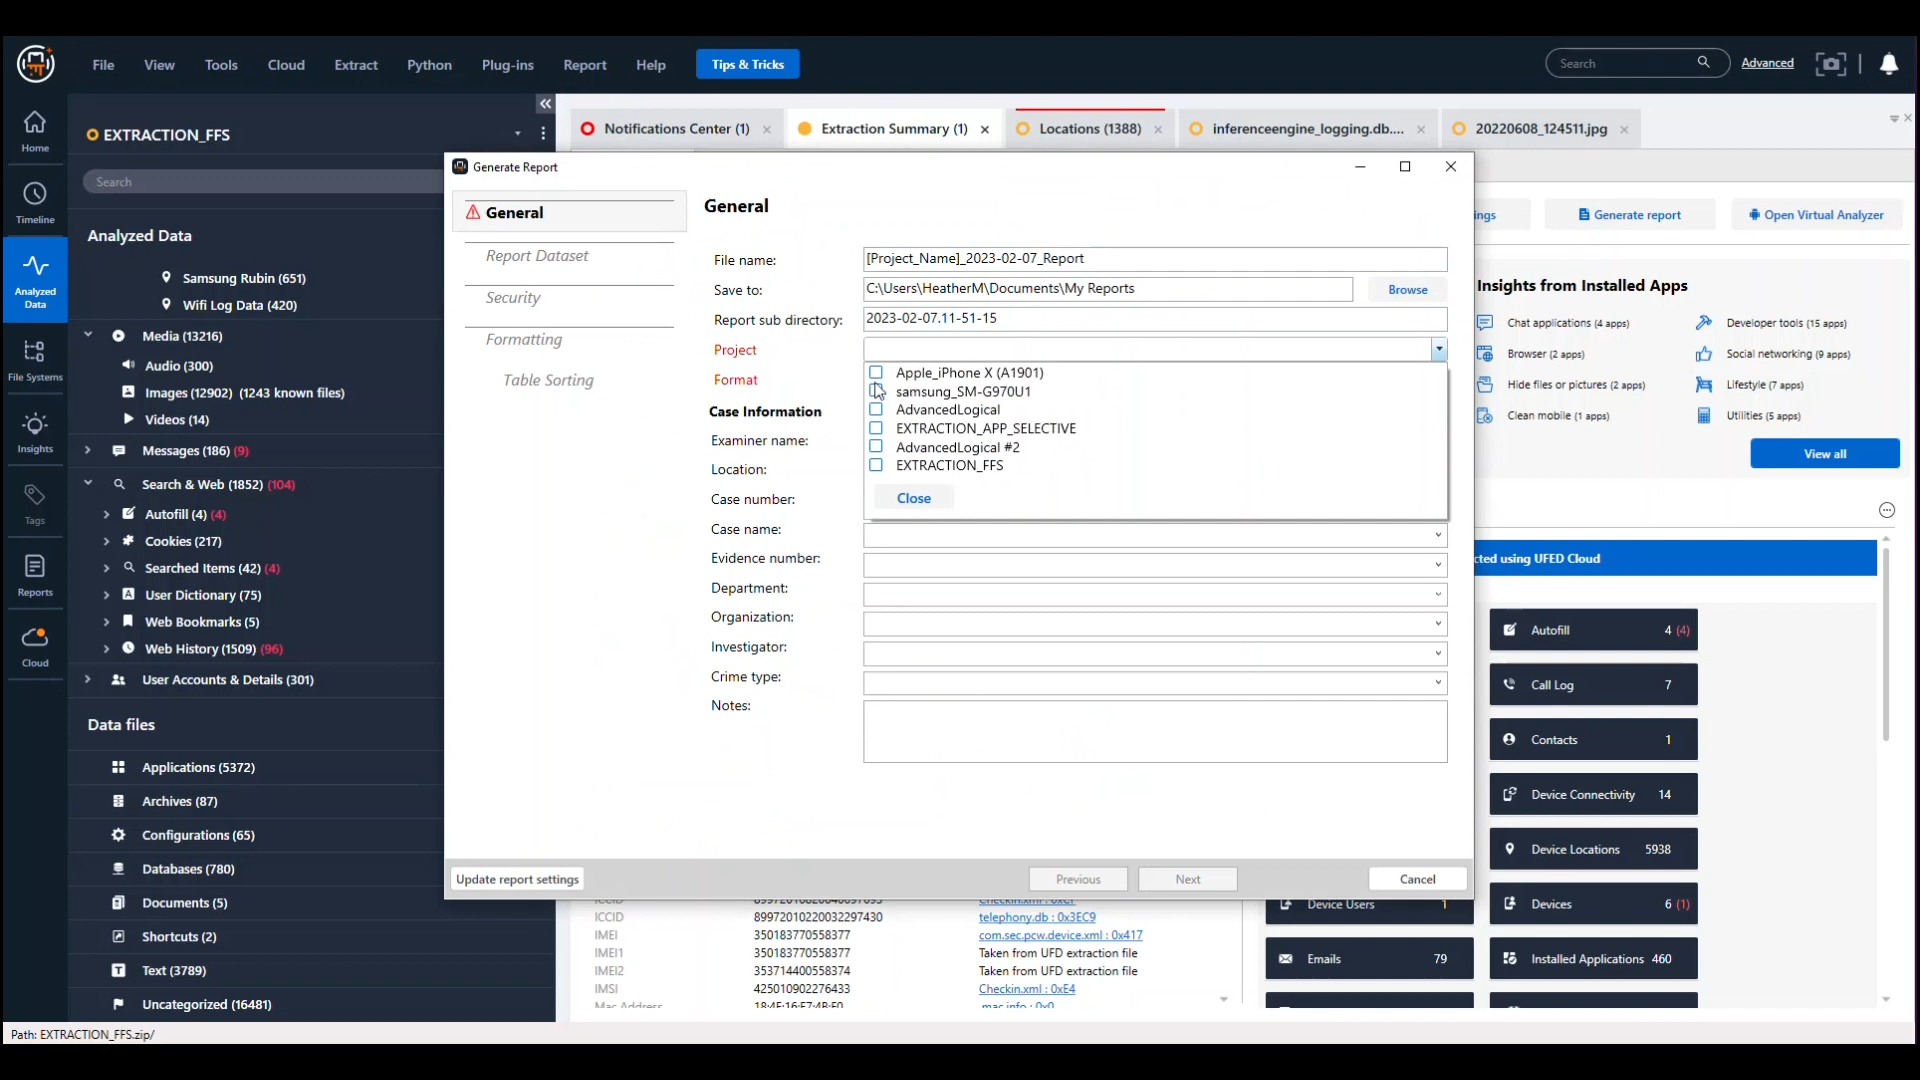 File View Tools Cloud Extract Python Plug-ins Report Help Tips & Tricks
Search Advanced
Home
Timeline
Analyzed Data
File Systems
Insights
Tags
Reports
Cloud
EXTRACTION_FFS
Search
Analyzed Data
Samsung Rubin (651)
Wifi Log Data (420)
Media (13216)
Audio (300)
Images (12902) (1243 known files)
Videos (14)
Messages (186) (9)
Search & Web (1852) (104)
Autofill (4) (4)
Cookies (217)
Searched Items (42) (4)
User Dictionary (75)
Web Bookmarks (5)
Web History (1509) (96)
User Accounts & Details (301)
Data files
Applications (5372)
Archives (87)
Configurations (65)
Databases (780)
Documents (5)
Shortcuts (2)
Text (3789)
Uncategorized (16481)
Notifications Center (1) Extraction Summary (1) Locations (1388) inferenceengine_logging.db.... 20220608_124511.jpg
Generate Report
General
Report Dataset
Security
Formatting
Table Sorting
General
File name: [Project_Name]_2023-02-07_Report
Save to: C:\Users\HeatherM\Documents\My Reports Browse
Report sub directory: 2023-02-07.11-51-15
Project
Format
Apple_iPhone X (A1901)
samsung_SM-G970U1
AdvancedLogical
EXTRACTION_APP_SELECTIVE
AdvancedLogical #2
EXTRACTION_FFS
Close
Case Information
Examiner name:
Location:
Case number:
Case name:
Evidence number:
Department:
Organization:
Investigator:
Crime type:
Notes:
Update report settings Previous Next Cancel
ings Generate report Open Virtual Analyzer
Insights from Installed Apps
Chat applications (4 apps) Developer tools (15 apps)
Browser (2 apps) Social networking (9 apps)
Hide files or pictures (2 apps) Lifestyle (7 apps)
Clean mobile (1 apps) Utilities (5 apps)
View all
cted using UFED Cloud
Autofill 4 (4)
Call Log 7
Contacts 1
Device Connectivity 14
Device Locations 5938
Device Users 1 Devices 6 (1)
Emails 79 Installed Applications 460
ICCID 89972010220032297430 telephony.db : 0x3EC9
IMEI 350183770558377 com.sec.pcw.device.xml : 0x417
IMEI1 350183770558377 Taken from UFD extraction file
IMEI2 353714400558374 Taken from UFD extraction file
IMSI 425010902276433 Checkin.xml : 0xE4
Mac Address
Path: EXTRACTION_FFS.zip/